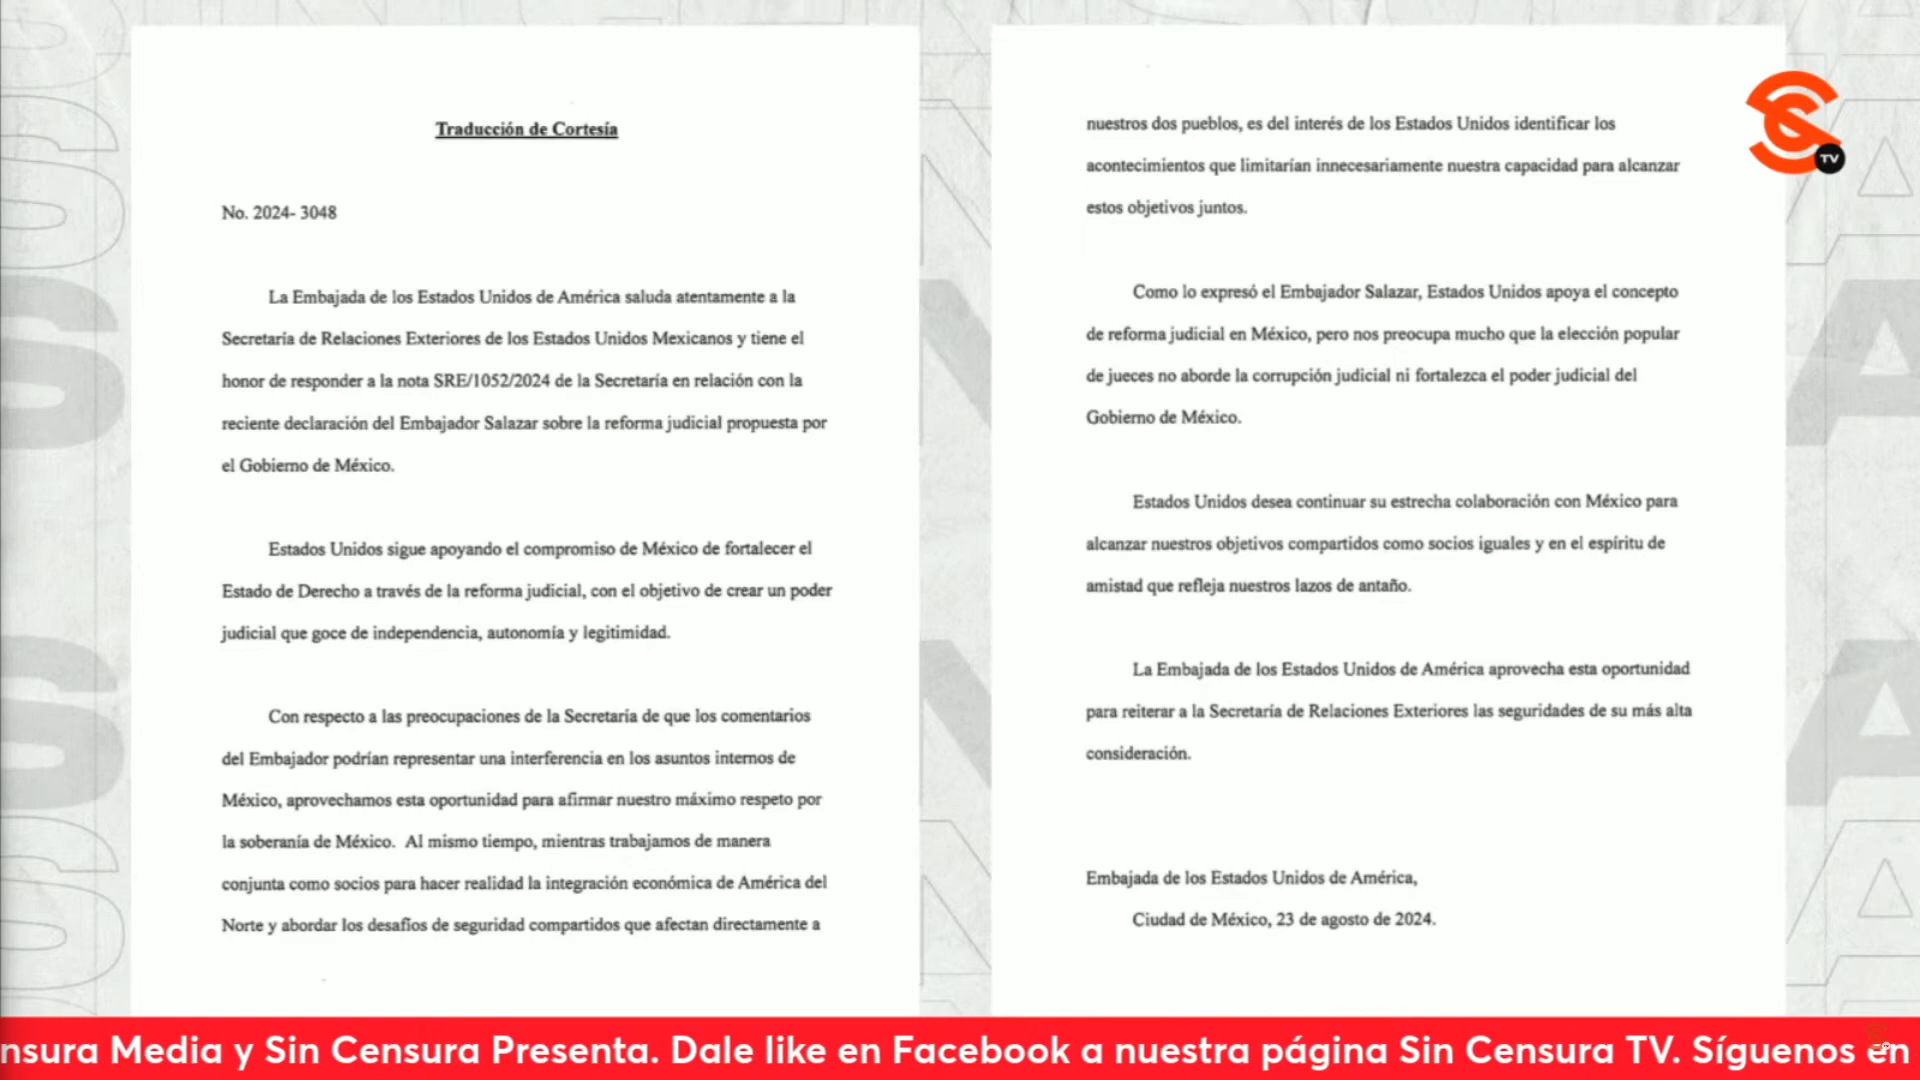 Traducción de Cortesía
No. 2024- 3048
La Embajada de los Estados Unidos de América saluda atentamente a la
Secretaría de Relaciones Exteriores de los Estados Unidos Mexicanos y tiene el
honor de responder a la nota SRE/1052/2024 de la Secretaría en relación con la
reciente declaración del Embajador Salazar sobre la reforma judicial propuesta por
el Gobierno de México.
Estados Unidos sigue apoyando el compromiso de México de fortalecer el
Estado de Derecho a través de la reforma judicial, con el objetivo de crear un poder
judicial que goce de independencia, autonomía y legitimidad.
Con respecto a las preocupaciones de la Secretaría de que los comentarios
del Embajador podrían representar una interferencia en los asuntos internos de
México, aprovechamos esta oportunidad para afirmar nuestro máximo respeto por
la soberanía de México.  Al mismo tiempo, mientras trabajamos de manera
conjunta como socios para hacer realidad la integración económica de América del
Norte y abordar los desafíos de seguridad compartidos que afectan directamente a
nuestros dos pueblos, es del interés de los Estados Unidos identificar los
acontecimientos que limitarían innecesariamente nuestra capacidad para alcanzar
estos objetivos juntos.
Como lo expresó el Embajador Salazar, Estados Unidos apoya el concepto
de reforma judicial en México, pero nos preocupa mucho que la elección popular
de jueces no aborde la corrupción judicial ni fortalezca el poder judicial del
Gobierno de México.
Estados Unidos desea continuar su estrecha colaboración con México para
alcanzar nuestros objetivos compartidos como socios iguales y en el espíritu de
amistad que refleja nuestros lazos de antaño.
La Embajada de los Estados Unidos de América aprovecha esta oportunidad
para reiterar a la Secretaría de Relaciones Exteriores las seguridades de su más alta
consideración.
Embajada de los Estados Unidos de América,
Ciudad de México, 23 de agosto de 2024.
TV
nsura Media y Sin Censura Presenta. Dale like en Facebook a nuestra página Sin Censura TV. Síguenos en